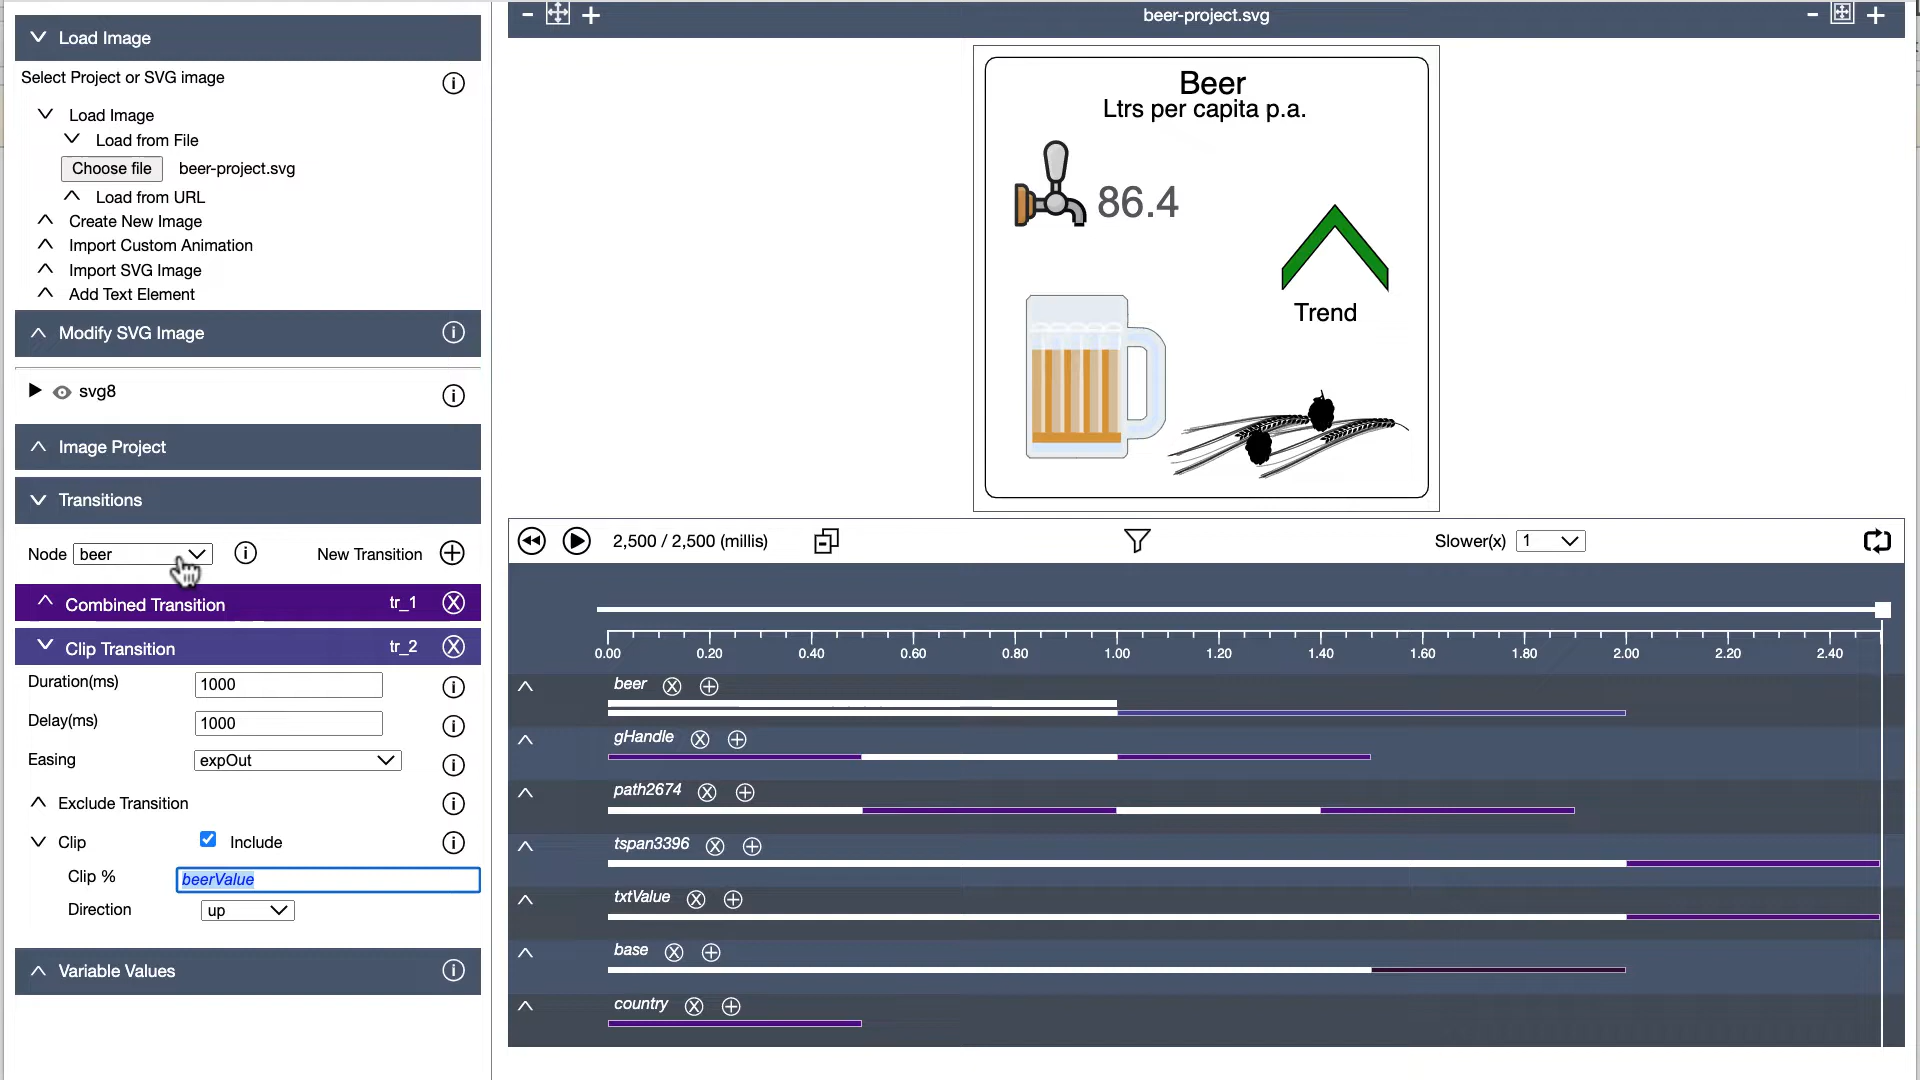 Load Image
Select Project or SVG image
Load Image
Load from File
Choose file beer-project.svg
Load from URL
Create New Image
Import Custom Animation
Import SVG Image
Add Text Element
Modify SVG Image
svg8
Image Project
Transitions
Node beer New Transition
Combined Transition tr_1
Clip Transition tr_2
Duration(ms) 1000
Delay(ms) 1000
Easing expOut
Exclude Transition
Clip Include
Clip % beerValue
Direction up
Variable Values
beer-project.svg
Beer
Ltrs per capita p.a.
86.4
Trend
2,500 / 2,500 (millis) Slower(x) 1
0.00 0.20 0.40 0.60 0.80 1.00 1.20 1.40 1.60 1.80 2.00 2.20 2.40
beer
gHandle
path2674
tspan3396
txtValue
base
country